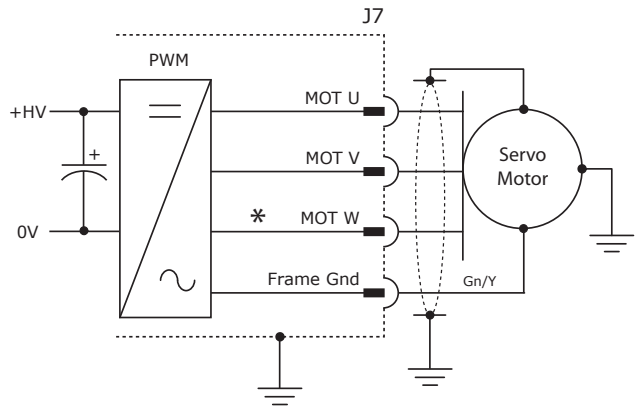 J7
PWM
MOT U
+HV
+
MOT V
Servo
Motor
0V
*
MOT W
Frame Gnd
Gn/Y